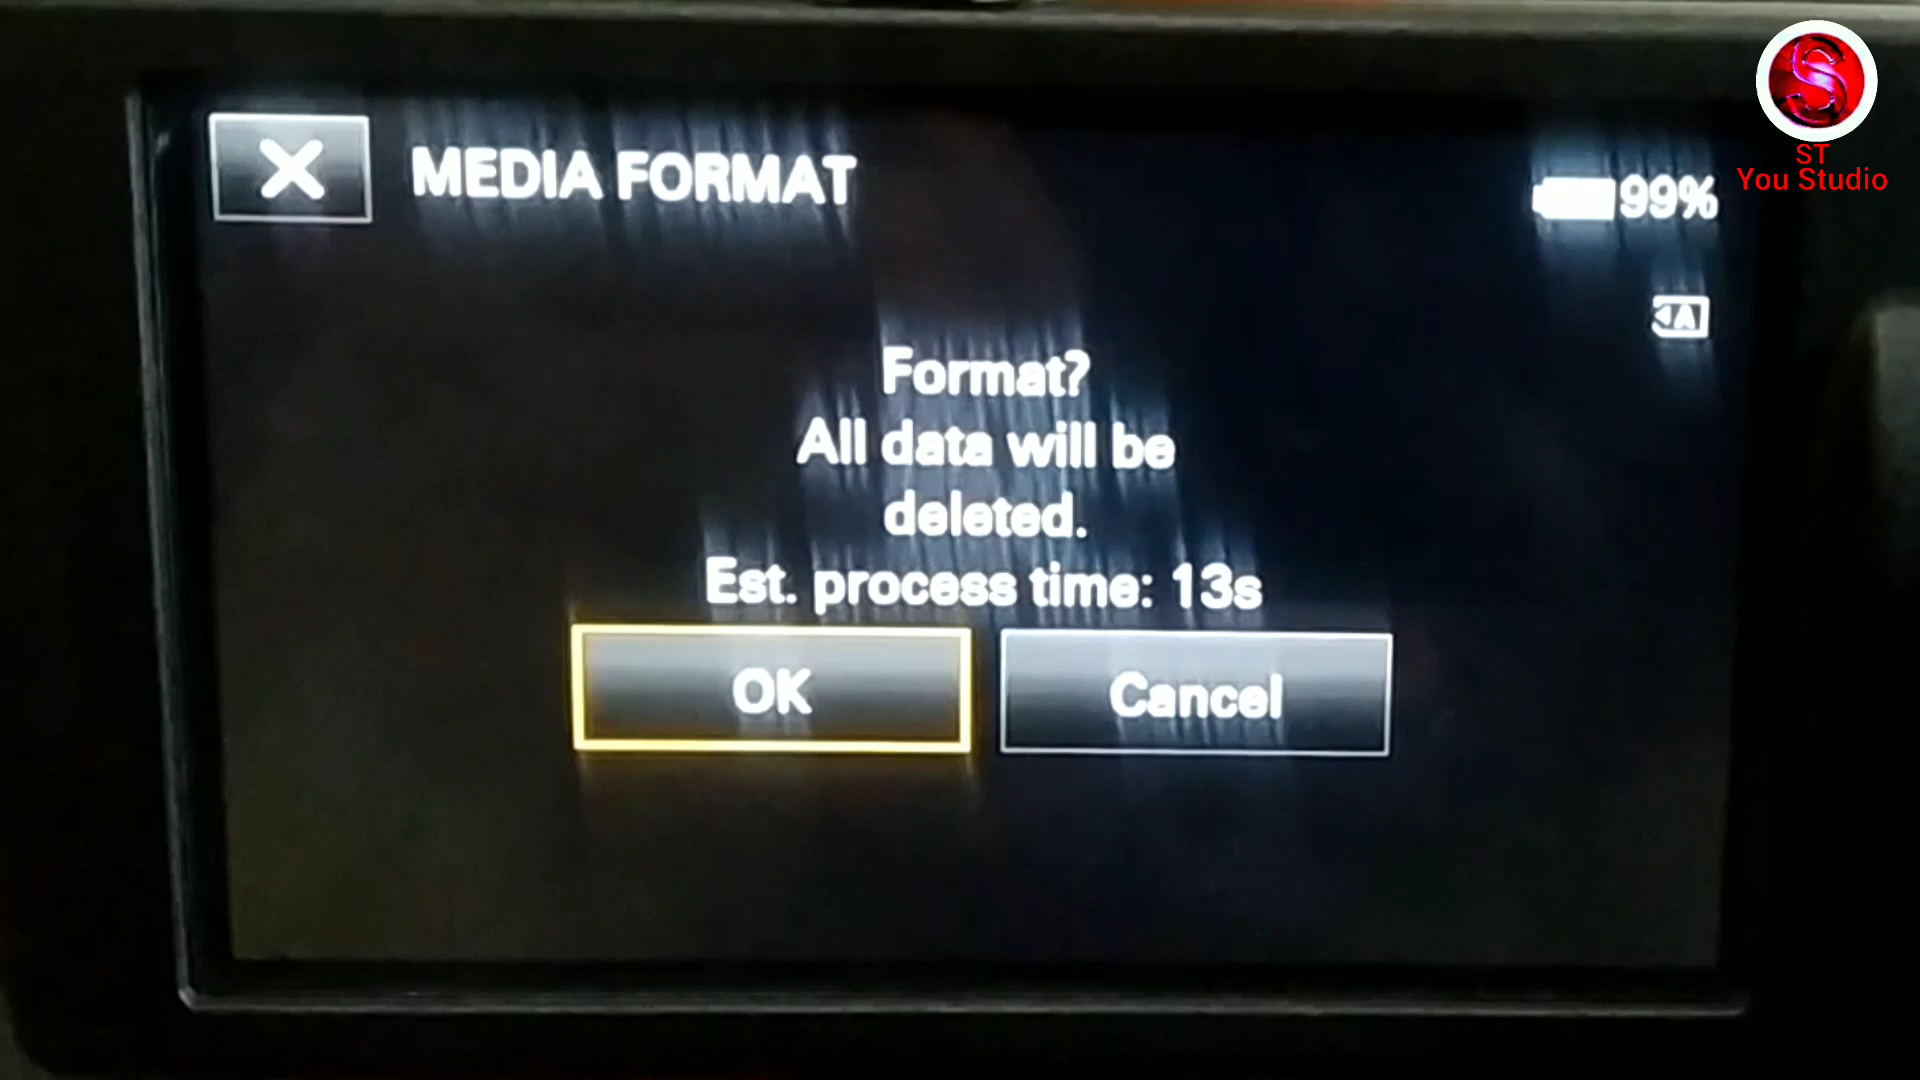 MEDIA FORMAT
99%
A
Format?
All data will be
deleted.
Est. process time: 13s
OK
Cancel
S
ST
You Studio